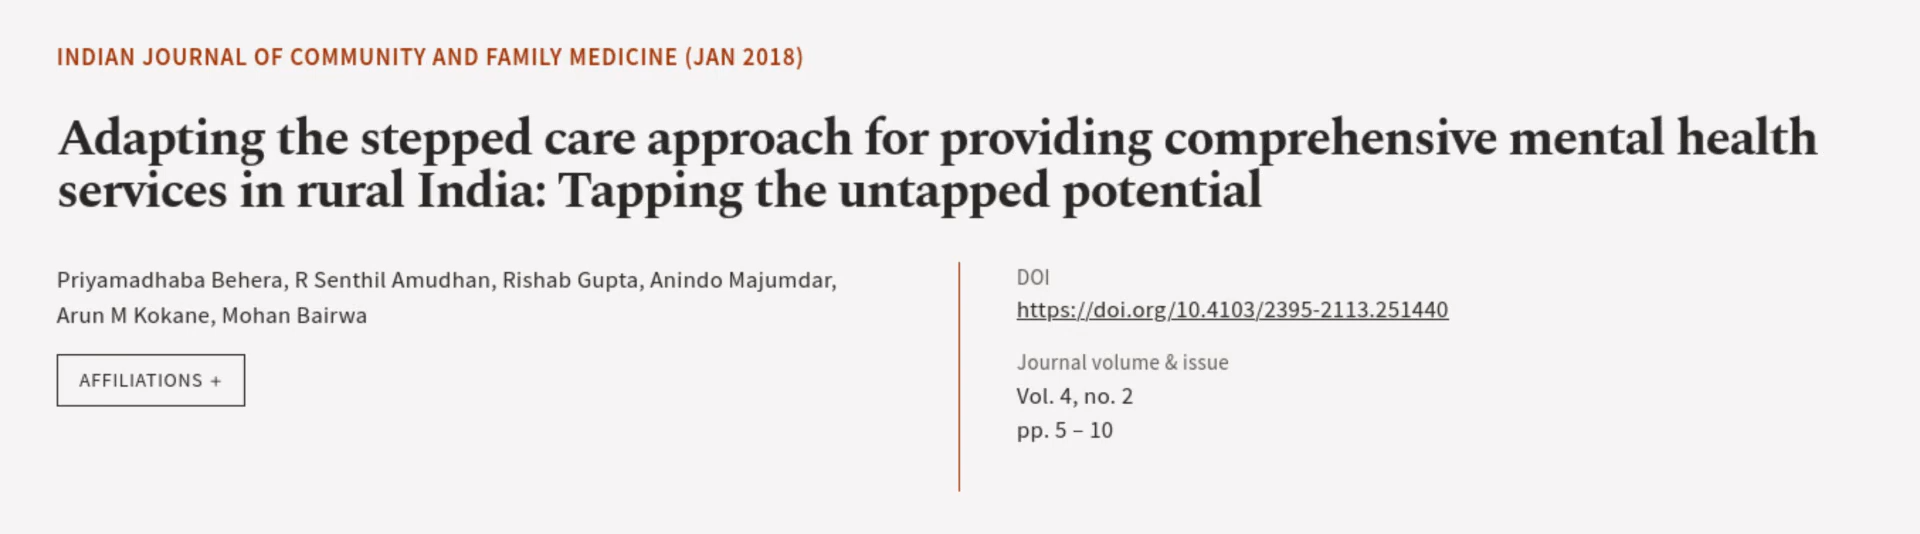 INDIAN JOURNAL OF COMMUNITY AND FAMILY MEDICINE (JAN 2018)
Adapting the stepped care approach for providing comprehensive mental health
services in rural India: Tapping the untapped potential
Priyamadhaba Behera, R Senthil Amudhan, Rishab Gupta, Anindo Majumdar,
Arun M Kokane, Mohan Bairwa
AFFILIATIONS +
DOI
https://doi.org/10.4103/2395-2113.251440
Journal volume & issue
Vol. 4, no. 2
pp. 5 – 10